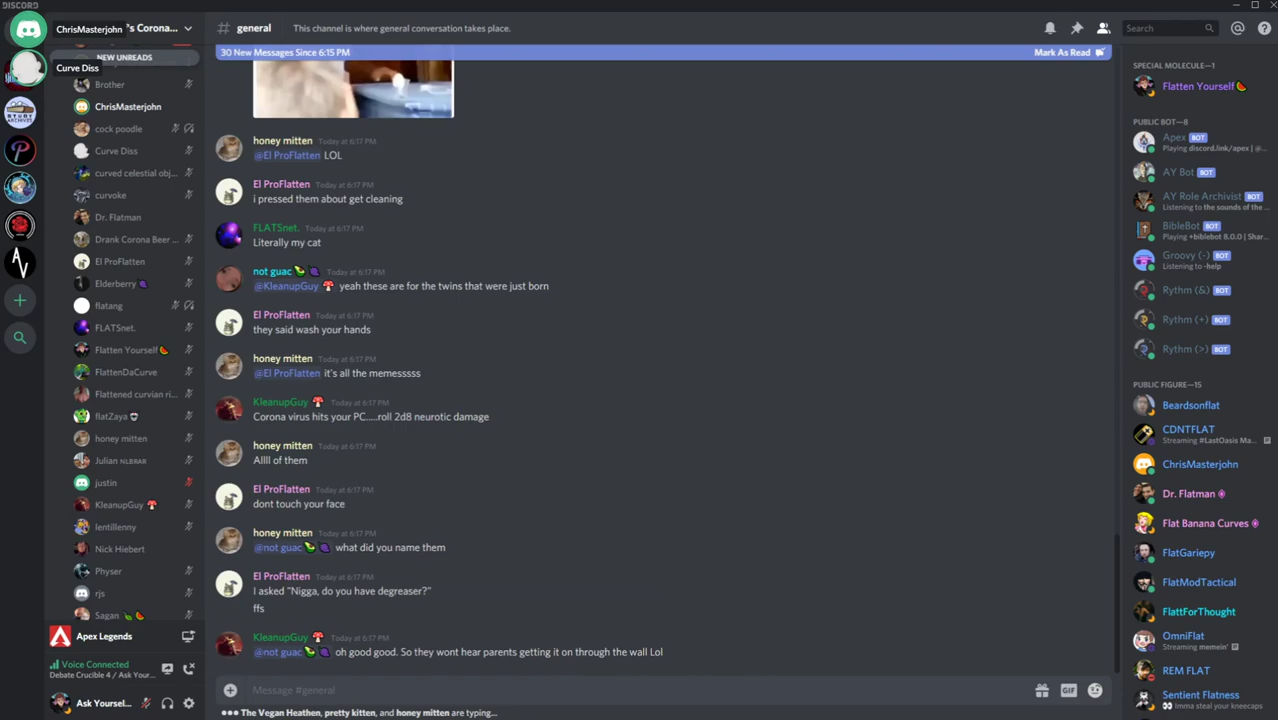 DISCORD
ChrisMasterjohn
's Corona...
NEW UNREADS
Curve Diss
Brother
ChrisMasterjohn
cock poodle
Curve Diss
curved celestial obj...
curvoke
Dr. Flatman
Drank Corona Beer ...
El ProFlatten
Elderberry
flatang
FLATSnet.
Flatten Yourself
FlattenDaCurve
Flattened curvian ri...
flatZaya
honey mitten
Julian NLBRAR
justin
KleanupGuy
lentillenny
Nick Hiebert
Physer
rjs
Sagan
Apex Legends
Voice Connected
Debate Crucible 4 / Ask Your...
Ask Yoursel...
# general
This channel is where general conversation takes place.
Search
30 New Messages Since 6:15 PM
Mark As Read
honey mitten Today at 6:17 PM
@El ProFlatten LOL
El ProFlatten Today at 6:17 PM
i pressed them about get cleaning
FLATSnet. Today at 6:17 PM
Literally my cat
not guac Today at 6:17 PM
@KleanupGuy yeah these are for the twins that were just born
El ProFlatten Today at 6:17 PM
they said wash your hands
honey mitten Today at 6:17 PM
@El ProFlatten it's all the memesssss
KleanupGuy Today at 6:17 PM
Corona virus hits your PC.....roll 2d8 neurotic damage
honey mitten Today at 6:17 PM
Allll of them
El ProFlatten Today at 6:17 PM
dont touch your face
honey mitten Today at 6:17 PM
@not guac what did you name them
El ProFlatten Today at 6:17 PM
I asked "Nigga, do you have degreaser?"
ffs
KleanupGuy Today at 6:17 PM
@not guac oh good good. So they wont hear parents getting it on through the wall Lol
Message #general
GIF
The Vegan Heathen, pretty kitten, and honey mitten are typing...
SPECIAL MOLECULE—1
Flatten Yourself
PUBLIC BOT—8
Apex BOT
Playing discord.link/apex | @...
AY Bot BOT
AY Role Archivist BOT
Listening to the sounds of the...
BibleBot BOT
Playing +biblebot 8.0.0 | Shar...
Groovy (-) BOT
Listening to -help
Rythm (&) BOT
Rythm (+) BOT
Rythm (>) BOT
PUBLIC FIGURE—15
Beardsonflat
CDNTFLAT
Streaming #LastOasis Ma...
ChrisMasterjohn
Dr. Flatman
Flat Banana Curves
FlatGariepy
FlatModTactical
FlattForThought
OmniFlat
Streaming memein'
REM FLAT
Sentient Flatness
Imma steal your kneecaps
STUDY
ARCHIVES